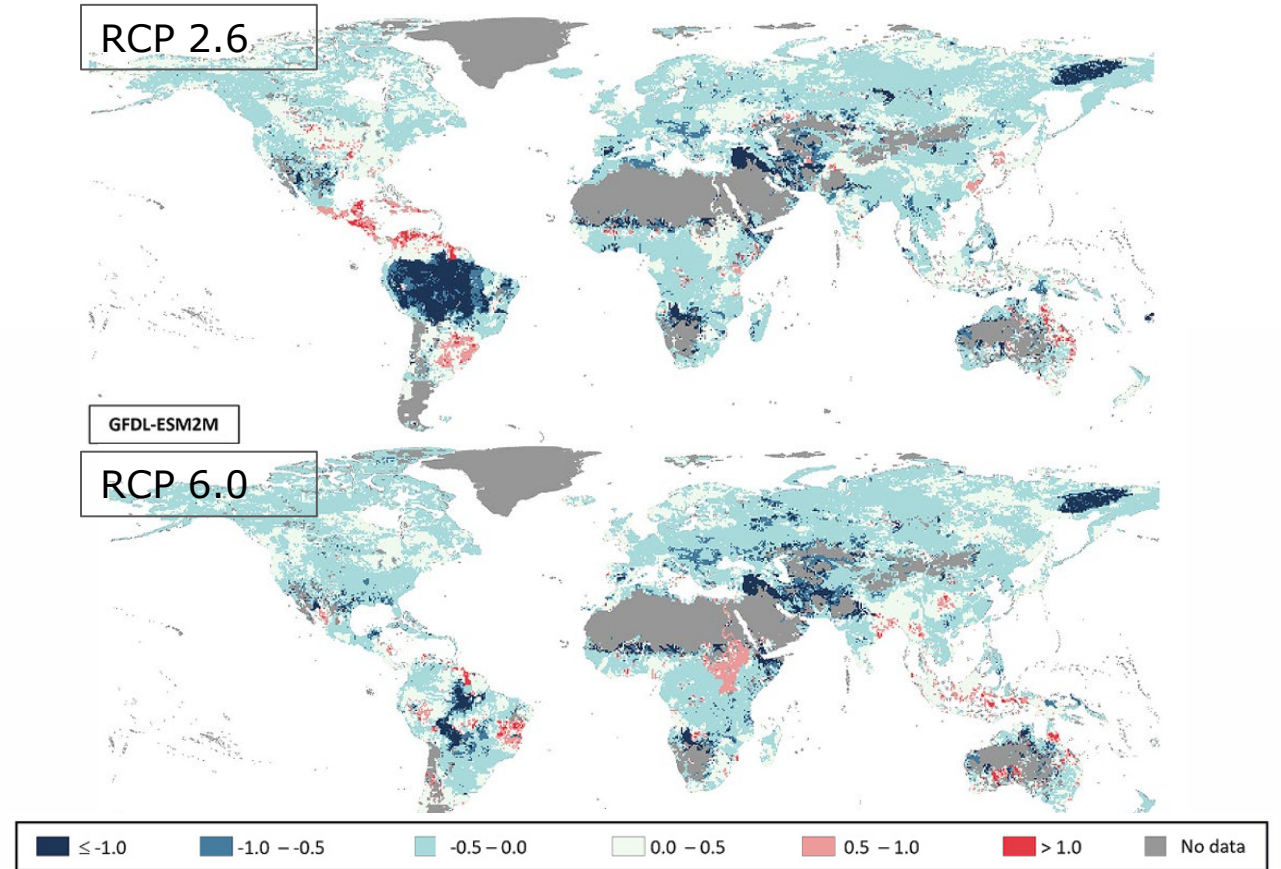 RCP 2.6
GFDL-ESM2M
RCP 6.0
≤ -1.0 -1.0 – -0.5 -0.5 – 0.0 0.0 – 0.5 0.5 – 1.0 > 1.0 No data